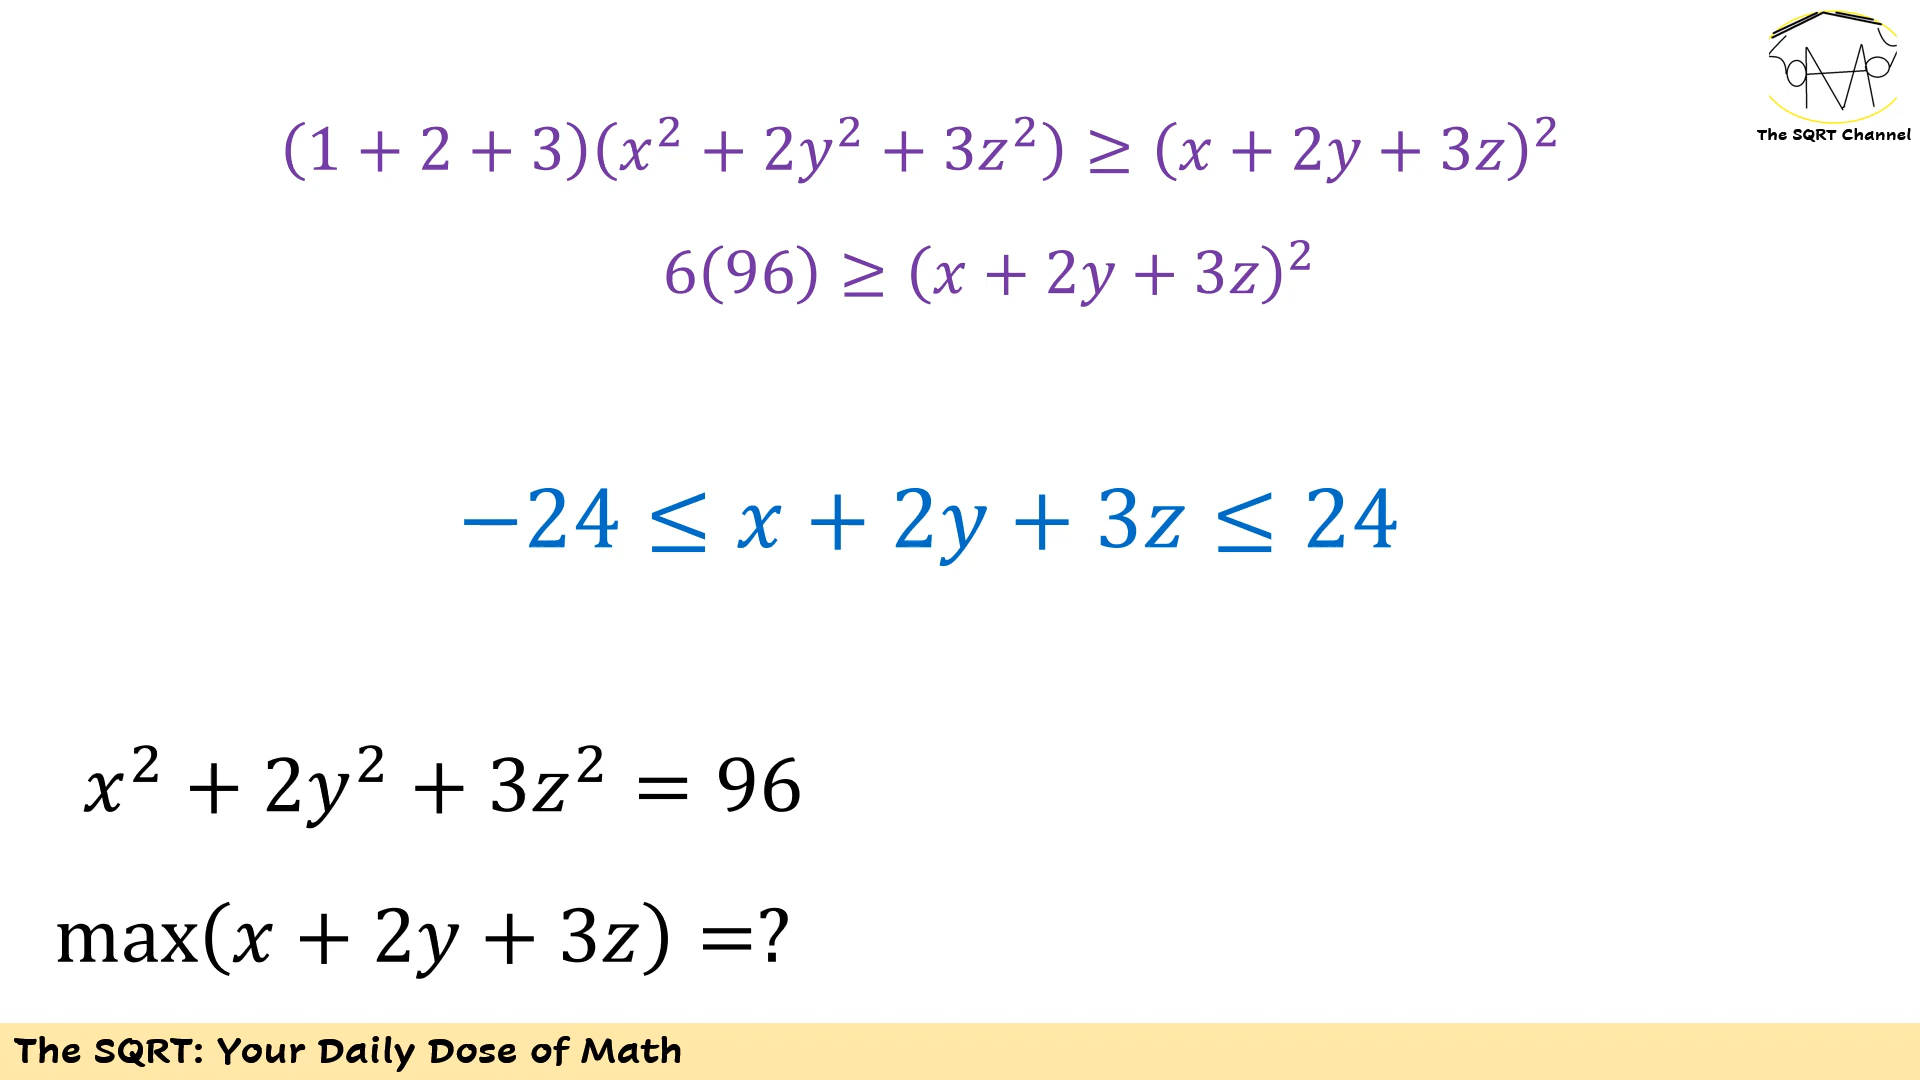 (1 + 2 + 3)(x² + 2y² + 3z²) ≥ (x + 2y + 3z)²
The SQRT Channel
6(96) ≥ (x + 2y + 3z)²
−24 ≤ x + 2y + 3z ≤ 24
x² + 2y² + 3z² = 96
max(x + 2y + 3z) =?
The SQRT: Your Daily Dose of Math